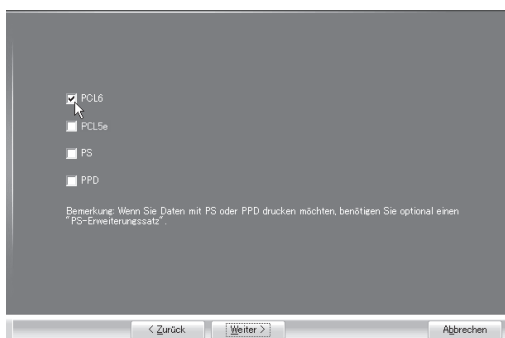 PCL6
PCL5e
PS
PPD
Bemerkung: Wenn Sie Daten mit PS oder PPD drucken möchten, benötigen Sie optional einen
"PS-Erweiterungssatz".
< Zurück
Weiter >
Abbrechen